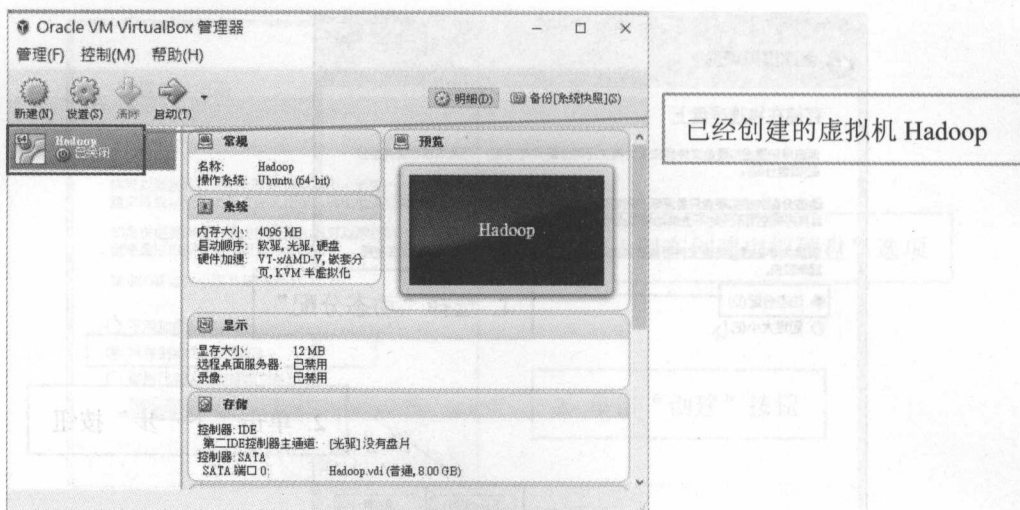 Oracle VM VirtualBox 管理器
管理(F) 控制(M) 帮助(H)
新建(N) 设置(S) 清除 启动(T)
明细(D) 备份[系统快照](S)
已经创建的虚拟机 Hadoop
Hadoop
已关闭
常规
名称: Hadoop
操作系统: Ubuntu (64-bit)
预览
Hadoop
系统
内存大小: 4096 MB
启动顺序: 软驱, 光驱, 硬盘
硬件加速: VT-x/AMD-V, 嵌套分
页, KVM 半虚拟化
显示
显存大小: 12 MB
远程桌面服务器: 已禁用
录像: 已禁用
存储
控制器: IDE
第二IDE控制器主通道: [光驱] 没有盘片
控制器: SATA
SATA 端口 0: Hadoop.vdi (普通, 8.00 GB)